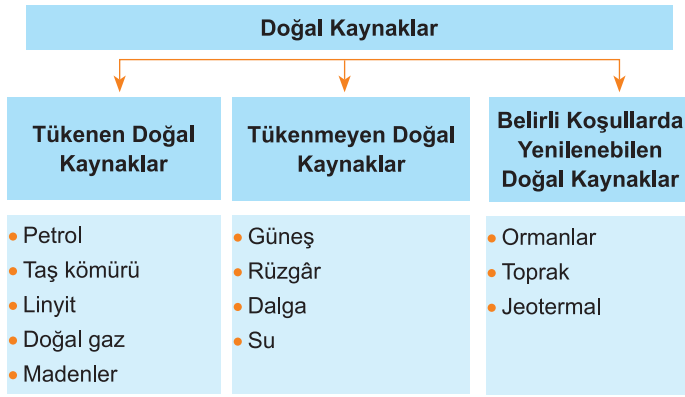 Doğal Kaynaklar
Tükenen Doğal
Kaynaklar
• Petrol
• Taş kömürü
• Linyit
• Doğal gaz
• Madenler
Tükenmeyen Doğal
Kaynaklar
• Güneş
• Rüzgâr
• Dalga
• Su
Belirli Koşullarda
Yenilenebilen
Doğal Kaynaklar
• Ormanlar
• Toprak
• Jeotermal